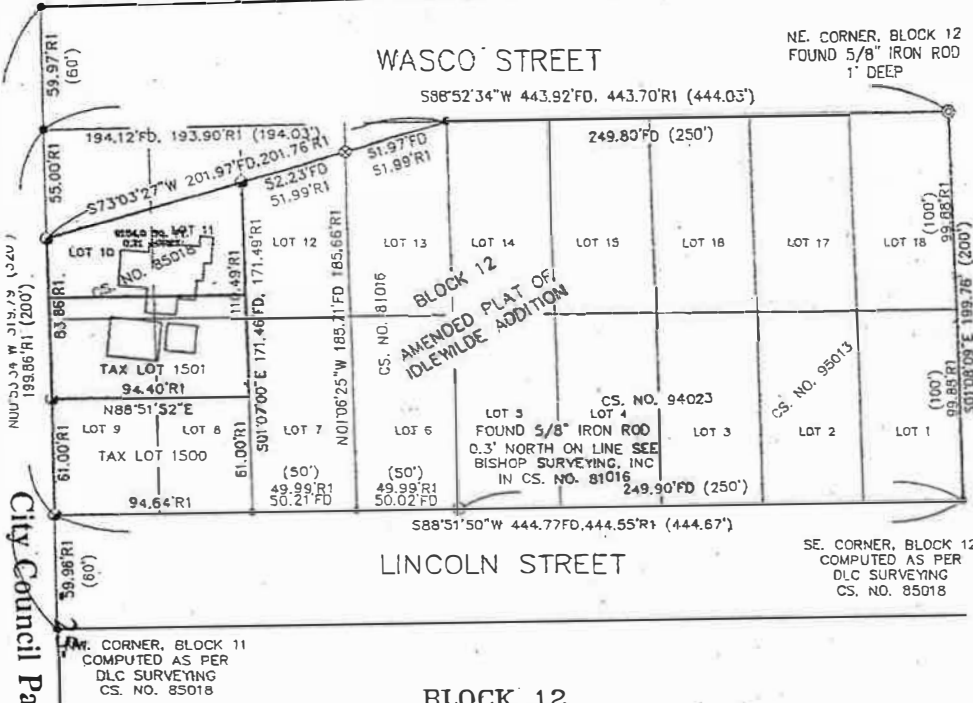 WASCO STREET
NE. CORNER, BLOCK 12
FOUND 5/8" IRON ROD
1' DEEP
S88°52'34"W 443.92'FD, 443.70'R1 (444.03')
59.97'R1
(60')
194.12'FD, 193.90'R1 (194.03')
249.80'FD (250')
55.00'R1
S73°03'27"W 201.97'FD, 201.76'R1
52.23'FD
51.99'R1
51.97'FD
51.99'R1
LOT 10
LOT 11
CS. NO. 85018
LOT 12
LOT 13
LOT 14
LOT 15
LOT 16
LOT 17
LOT 18
(100')
99.88'R1
S01°08'09"E 199.76' (200')
199.86'R1 (200')
83.86'R1
110.49'R1
S01°07'00"E 171.46'FD, 171.49'R1
N01°06'25"W 185.71'FD 185.66'R1
CS. NO. 81016
BLOCK 12
AMENDED PLAT OF
IDLEWILDE ADDITION
TAX LOT 1501
94.40'R1
N88°51'52"E
LOT 9
LOT 8
TAX LOT 1500
61.00'R1
61.00'R1
94.64'R1
LOT 7
(50')
49.99'R1
50.21'FD
LOT 6
(50')
49.99'R1
50.02'FD
CS. NO. 94023
CS. NO. 95013
LOT 5
LOT 4
FOUND 5/8" IRON ROD
0.3' NORTH ON LINE SEE
BISHOP SURVEYING, INC
IN CS. NO. 81016
LOT 3
LOT 2
LOT 1
(100')
99.88'R1
249.90'FD (250')
S88°51'50"W 444.77'FD, 444.55'R1 (444.67')
LINCOLN STREET
59.96'R1
(60')
SE. CORNER, BLOCK 12
COMPUTED AS PER
DLC SURVEYING
CS. NO. 85018
CORNER, BLOCK 11
COMPUTED AS PER
DLC SURVEYING
CS. NO. 85018
City Council Pa
BLOCK 12